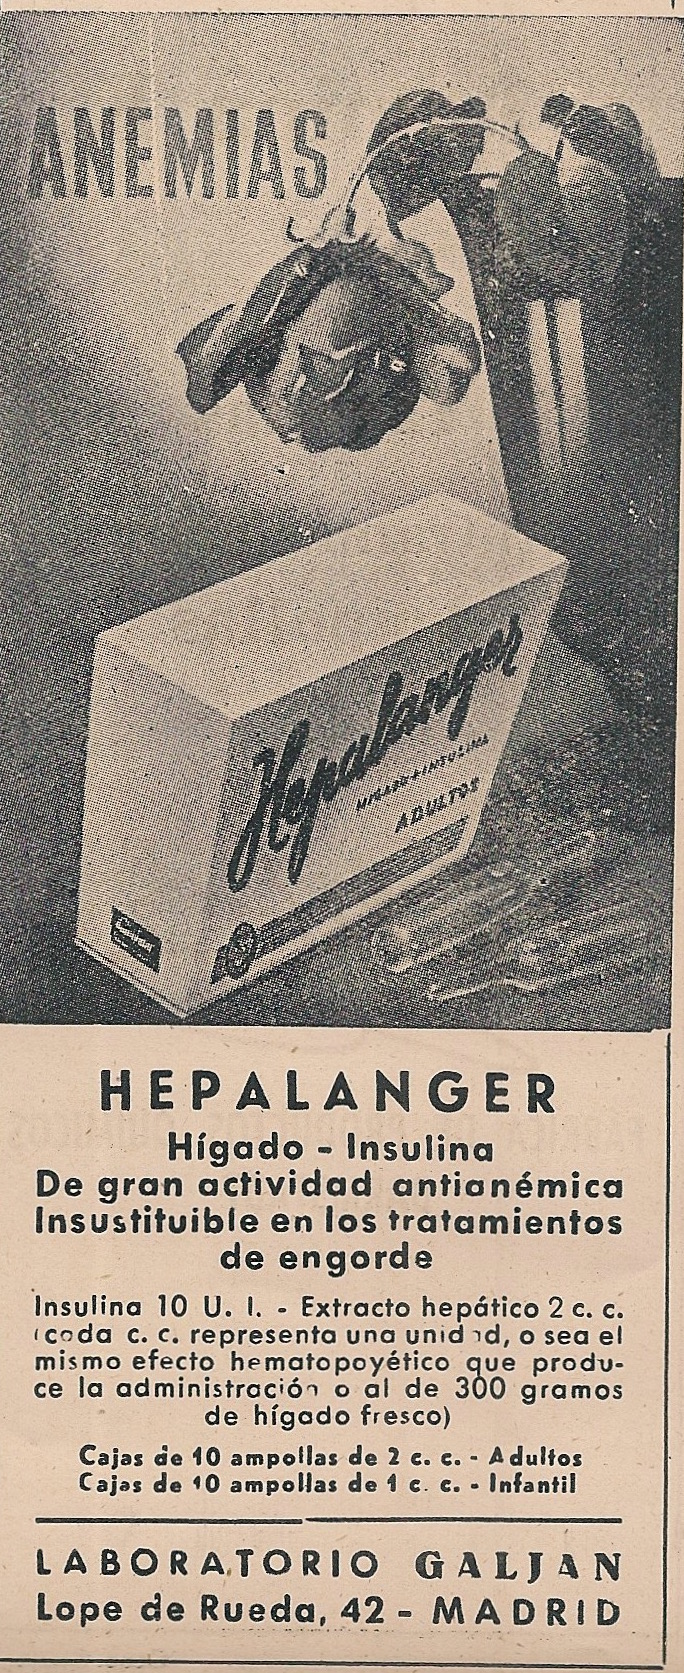 ANEMIAS
Hepalanger
HIGADO + INSULINA
ADULTOS
HEPALANGER
Hígado - Insulina
De gran actividad antianémica
Insustituible en los tratamientos
de engorde
Insulina 10 U. I. - Extracto hepático 2 c. c.
(cada c. c. representa una unidad, o sea el
mismo efecto hematopoyético que produ-
ce la administración o al de 300 gramos
de hígado fresco)
Cajas de 10 ampollas de 2 c. c. - Adultos
Cajas de 10 ampollas de 1 c. c. - Infantil
LABORATORIO GALJAN
Lope de Rueda, 42 - MADRID